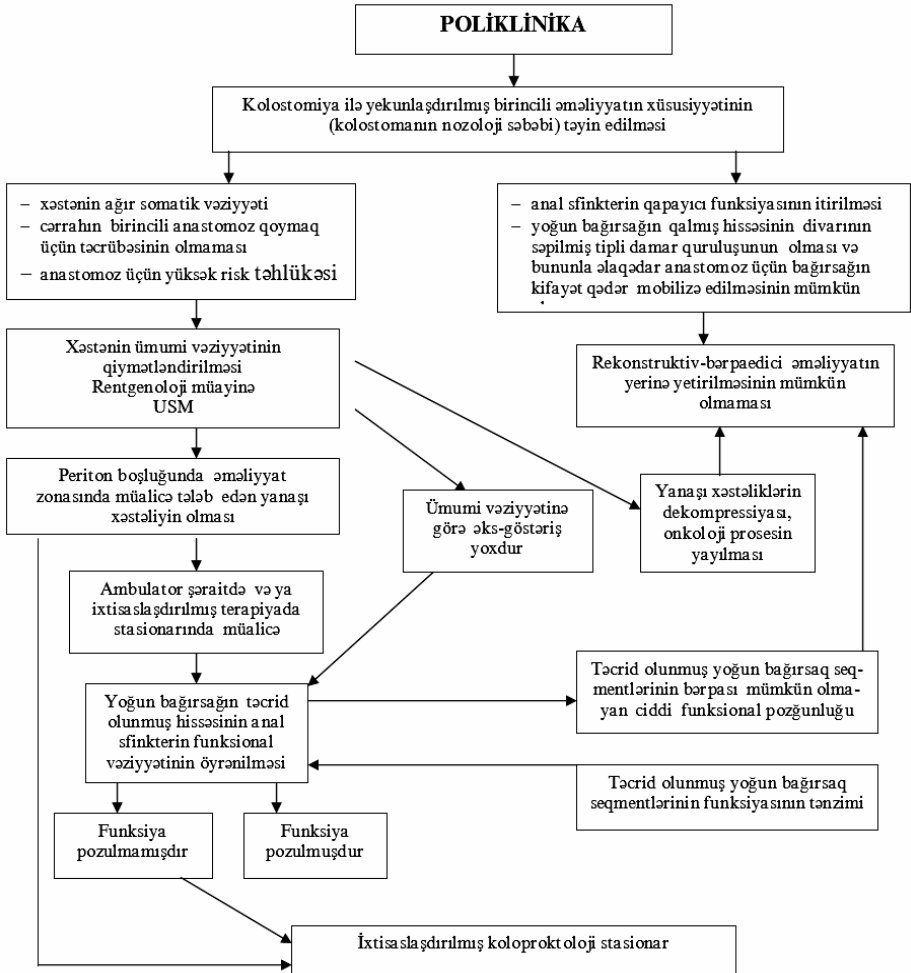 POLİKLİNİKA
Kolostomiya ilə yekunlaşdırılmış birincili əməliyyatın xüsusiyyətinin
(kolostomanın nozoloji səbəbi) təyin edilməsi
– xəstənin ağır somatik vəziyyəti
– cərrahın birincili anastomoz qoymaq
üçün təcrübəsinin olmaması
– anastomoz üçün yüksək risk təhlükəsi
– anal sfinkterin qapayıcı funksiyasının itirilməsi
– yoğun bağırsağın qalmış hissəsinin divarının
səpilmiş tipli damar quruluşunun olması və
bununla əlaqədar anastomoz üçün bağırsağın
kifayət qədər mobilizə edilməsinin mümkün
Xəstənin ümumi vəziyyətinin
qiymətləndirilməsi
Rentgenoloji müayinə
USM
Rekonstruktiv-bərpaedici əməliyyatın
yerinə yetirilməsinin mümkün
olmaması
Periton boşluğunda əməliyyat
zonasında müalicə tələb edən yanaşı
xəstəliyin olması
Ümumi vəziyyətinə
görə əks-göstəriş
yoxdur
Yanaşı xəstəliklərin
dekompressiyası,
onkoloji prosesin
yayılması
Ambulator şəraitdə və ya
ixtisaslaşdırılmış terapiyada
stasionarında müalicə
Təcrid olunmuş yoğun bağırsaq seq-
mentlərinin bərpası mümkün olma-
yan ciddi funksional pozğunluğu
Yoğun bağırsağın təcrid
olunmuş hissəsinin anal
sfinkterin funksional
vəziyyətinin öyrənilməsi
Təcrid olunmuş yoğun bağırsaq
seqmentlərinin funksiyasının tənzimi
Funksiya
pozulmamışdır
Funksiya
pozulmuşdur
İxtisaslaşdırılmış koloproktoloji stasionar